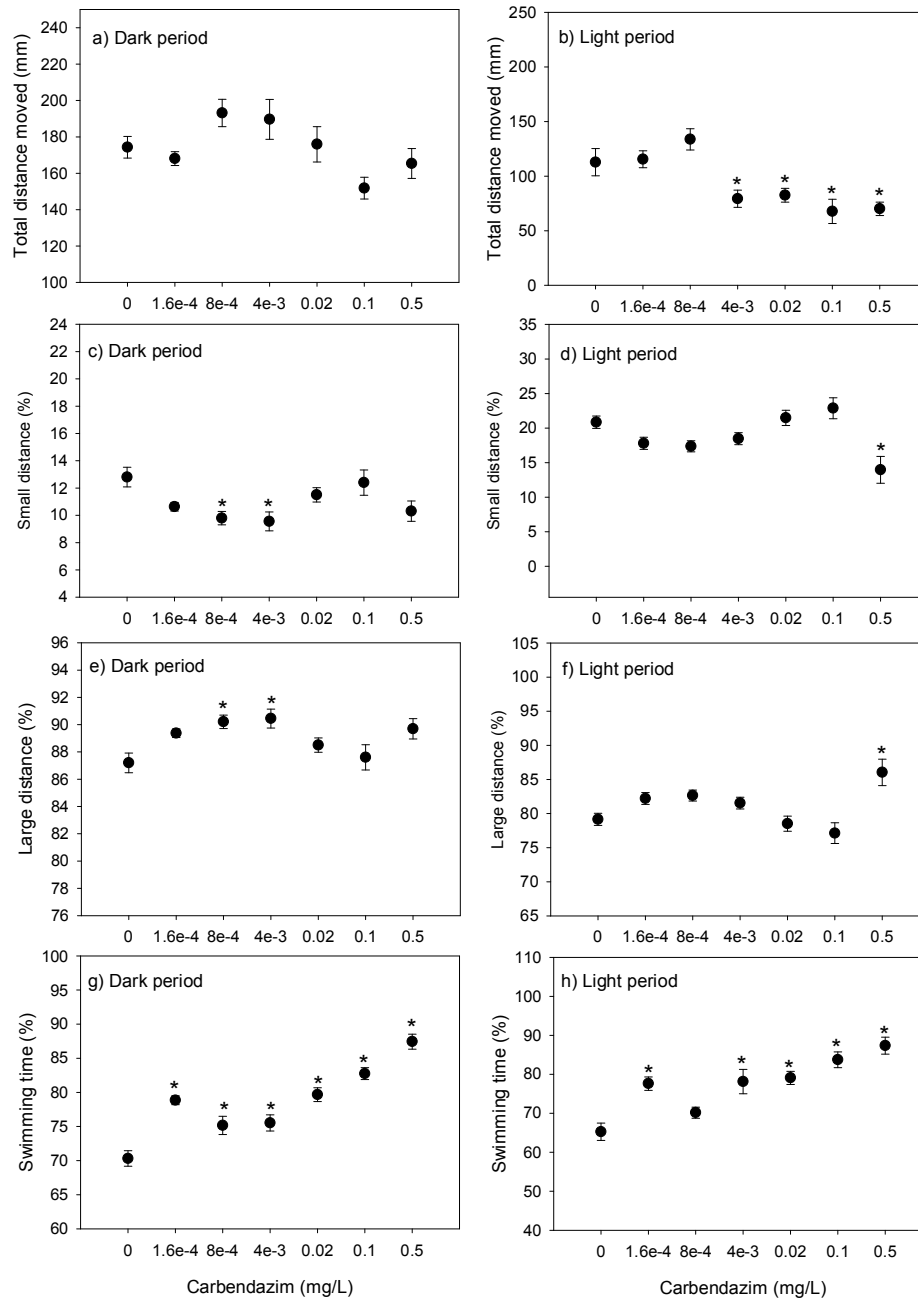 a) Dark period
Total distance moved (mm)
240
220
200
180
160
140
120
100
0 1.6e-4 8e-4 4e-3 0.02 0.1 0.5
b) Light period
Total distance moved (mm)
250
200
150
100
50
0
* * * *
0 1.6e-4 8e-4 4e-3 0.02 0.1 0.5
c) Dark period
Small distance (%)
24
22
20
18
16
14
12
10
8
6
4
* *
0 1.6e-4 8e-4 4e-3 0.02 0.1 0.5
d) Light period
Small distance (%)
35
30
25
20
15
10
5
0
*
0 1.6e-4 8e-4 4e-3 0.02 0.1 0.5
e) Dark period
Large distance (%)
96
94
92
90
88
86
84
82
80
78
76
* *
0 1.6e-4 8e-4 4e-3 0.02 0.1 0.5
f) Light period
Large distance (%)
105
100
95
90
85
80
75
70
65
*
0 1.6e-4 8e-4 4e-3 0.02 0.1 0.5
g) Dark period
Swimming time (%)
100
95
90
85
80
75
70
65
60
* * * * * *
0 1.6e-4 8e-4 4e-3 0.02 0.1 0.5
Carbendazim (mg/L)
h) Light period
Swimming time (%)
110
100
90
80
70
60
50
40
* * * * *
0 1.6e-4 8e-4 4e-3 0.02 0.1 0.5
Carbendazim (mg/L)